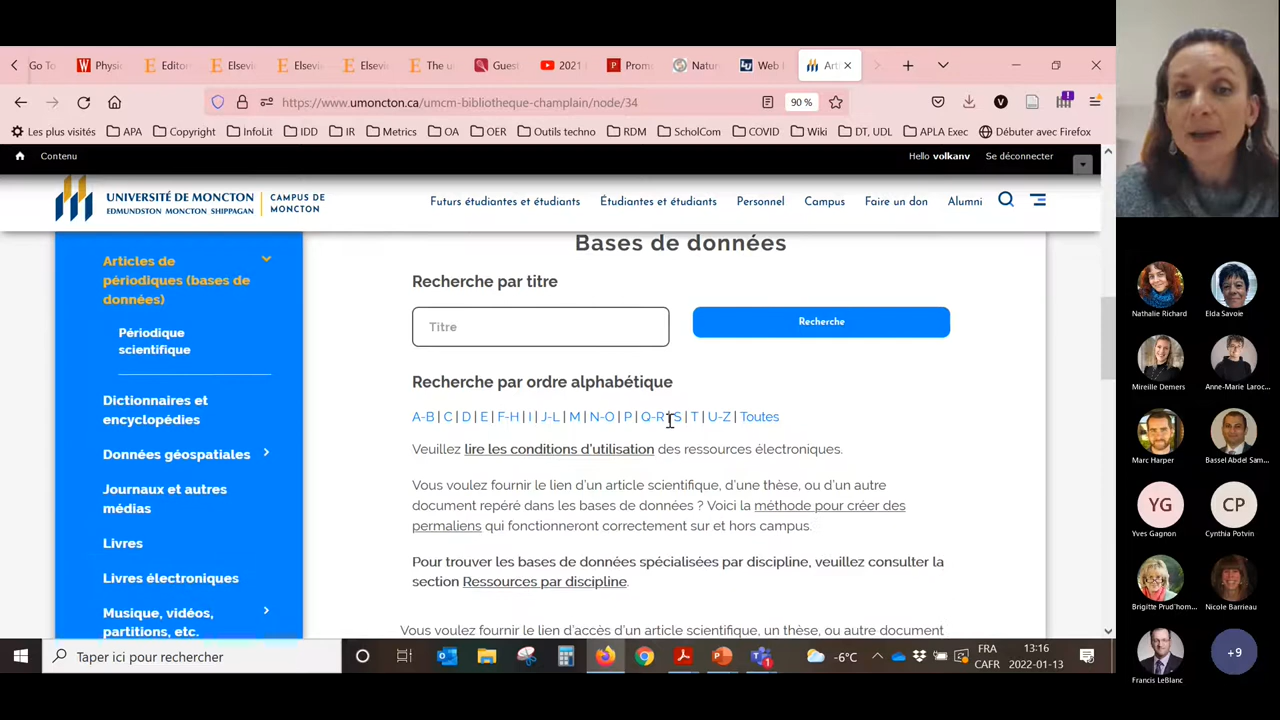 Go To
Physic
Editor
Elsevi
Elsevi
Elsevi
The u
Guest
2021
Promo
Nature
Web
Arti
https://www.umoncton.ca/umcm-bibliotheque-champlain/node/34
90 %
Les plus visités
APA
Copyright
InfoLit
IDD
IR
Metrics
OA
OER
Outils techno
RDM
ScholCom
COVID
Wiki
DT, UDL
APLA Exec
Débuter avec Firefox
Contenu
Hello volkanv
Se déconnecter
UNIVERSITÉ DE MONCTON
EDMUNDSTON MONCTON SHIPPAGAN
CAMPUS DE
MONCTON
Futurs étudiantes et étudiants
Étudiantes et étudiants
Personnel
Campus
Faire un don
Alumni
Articles de
périodiques (bases de
données)
Périodique
scientifique
Dictionnaires et
encyclopédies
Données géospatiales
Journaux et autres
médias
Livres
Livres électroniques
Musique, vidéos,
partitions, etc.
Bases de données
Recherche par titre
Titre
Recherche
Recherche par ordre alphabétique
A-B | C | D | E | F-H | I | J-L | M | N-O | P | Q-R | S | T | U-Z | Toutes
Veuillez lire les conditions d'utilisation des ressources électroniques.
Vous voulez fournir le lien d'un article scientifique, d'une thèse, ou d'un autre
document repéré dans les bases de données ? Voici la méthode pour créer des
permaliens qui fonctionneront correctement sur et hors campus.
Pour trouver les bases de données spécialisées par discipline, veuillez consulter la
section Ressources par discipline.
Vous voulez fournir le lien d'accès d'un article scientifique, un thèse, ou autre document
Taper ici pour rechercher
-6°C
FRA
CAFR
13:16
2022-01-13
Nathalie Richard
Elda Savoie
Mireille Demers
Anne-Marie Laroc...
Marc Harper
Bassel Abdel Sam...
YG
CP
Yves Gagnon
Cynthia Potvin
Brigitte Prud'hom...
Nicole Barrieau
+9
Francis LeBlanc